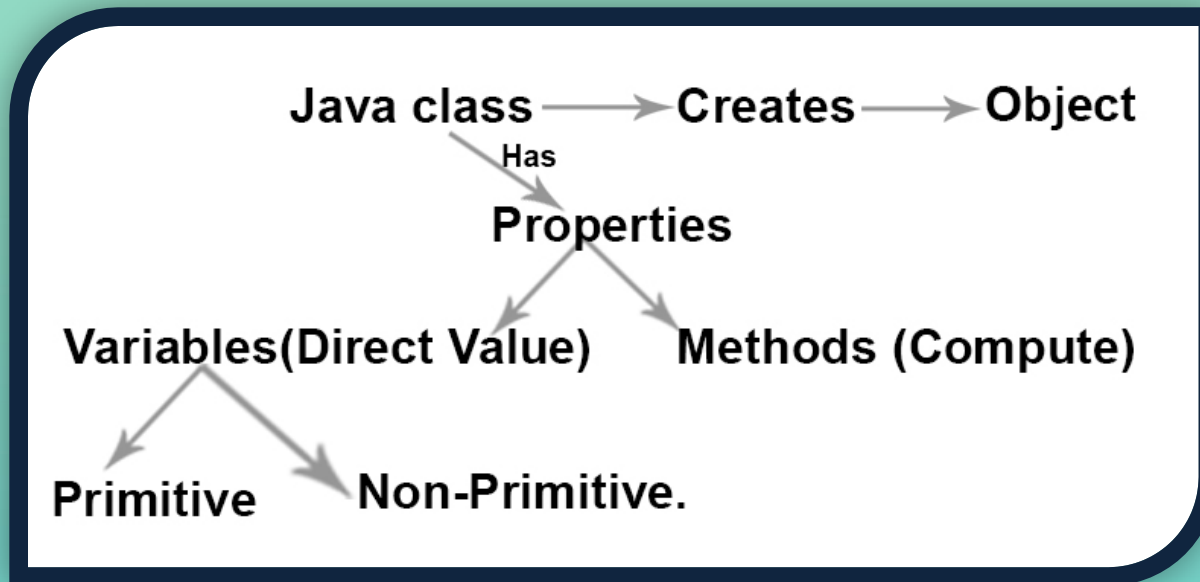 Java class Creates Object
Has
Properties
Variables(Direct Value) Methods (Compute)
Primitive Non-Primitive.